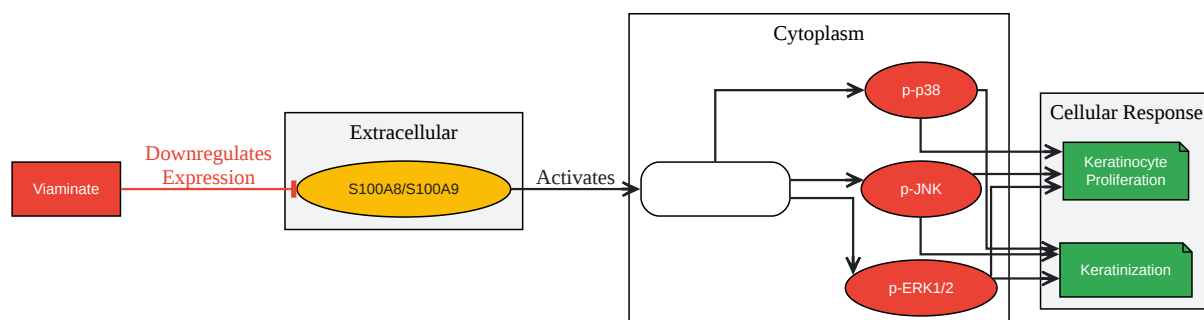 Cytoplasm
p-p38
Cellular Response
Extracellular
Downregulates
Expression
Keratinocyte
Proliferation
Viaminate
S100A8/S100A9
Activates
p-JNK
Keratinization
p-ERK1/2